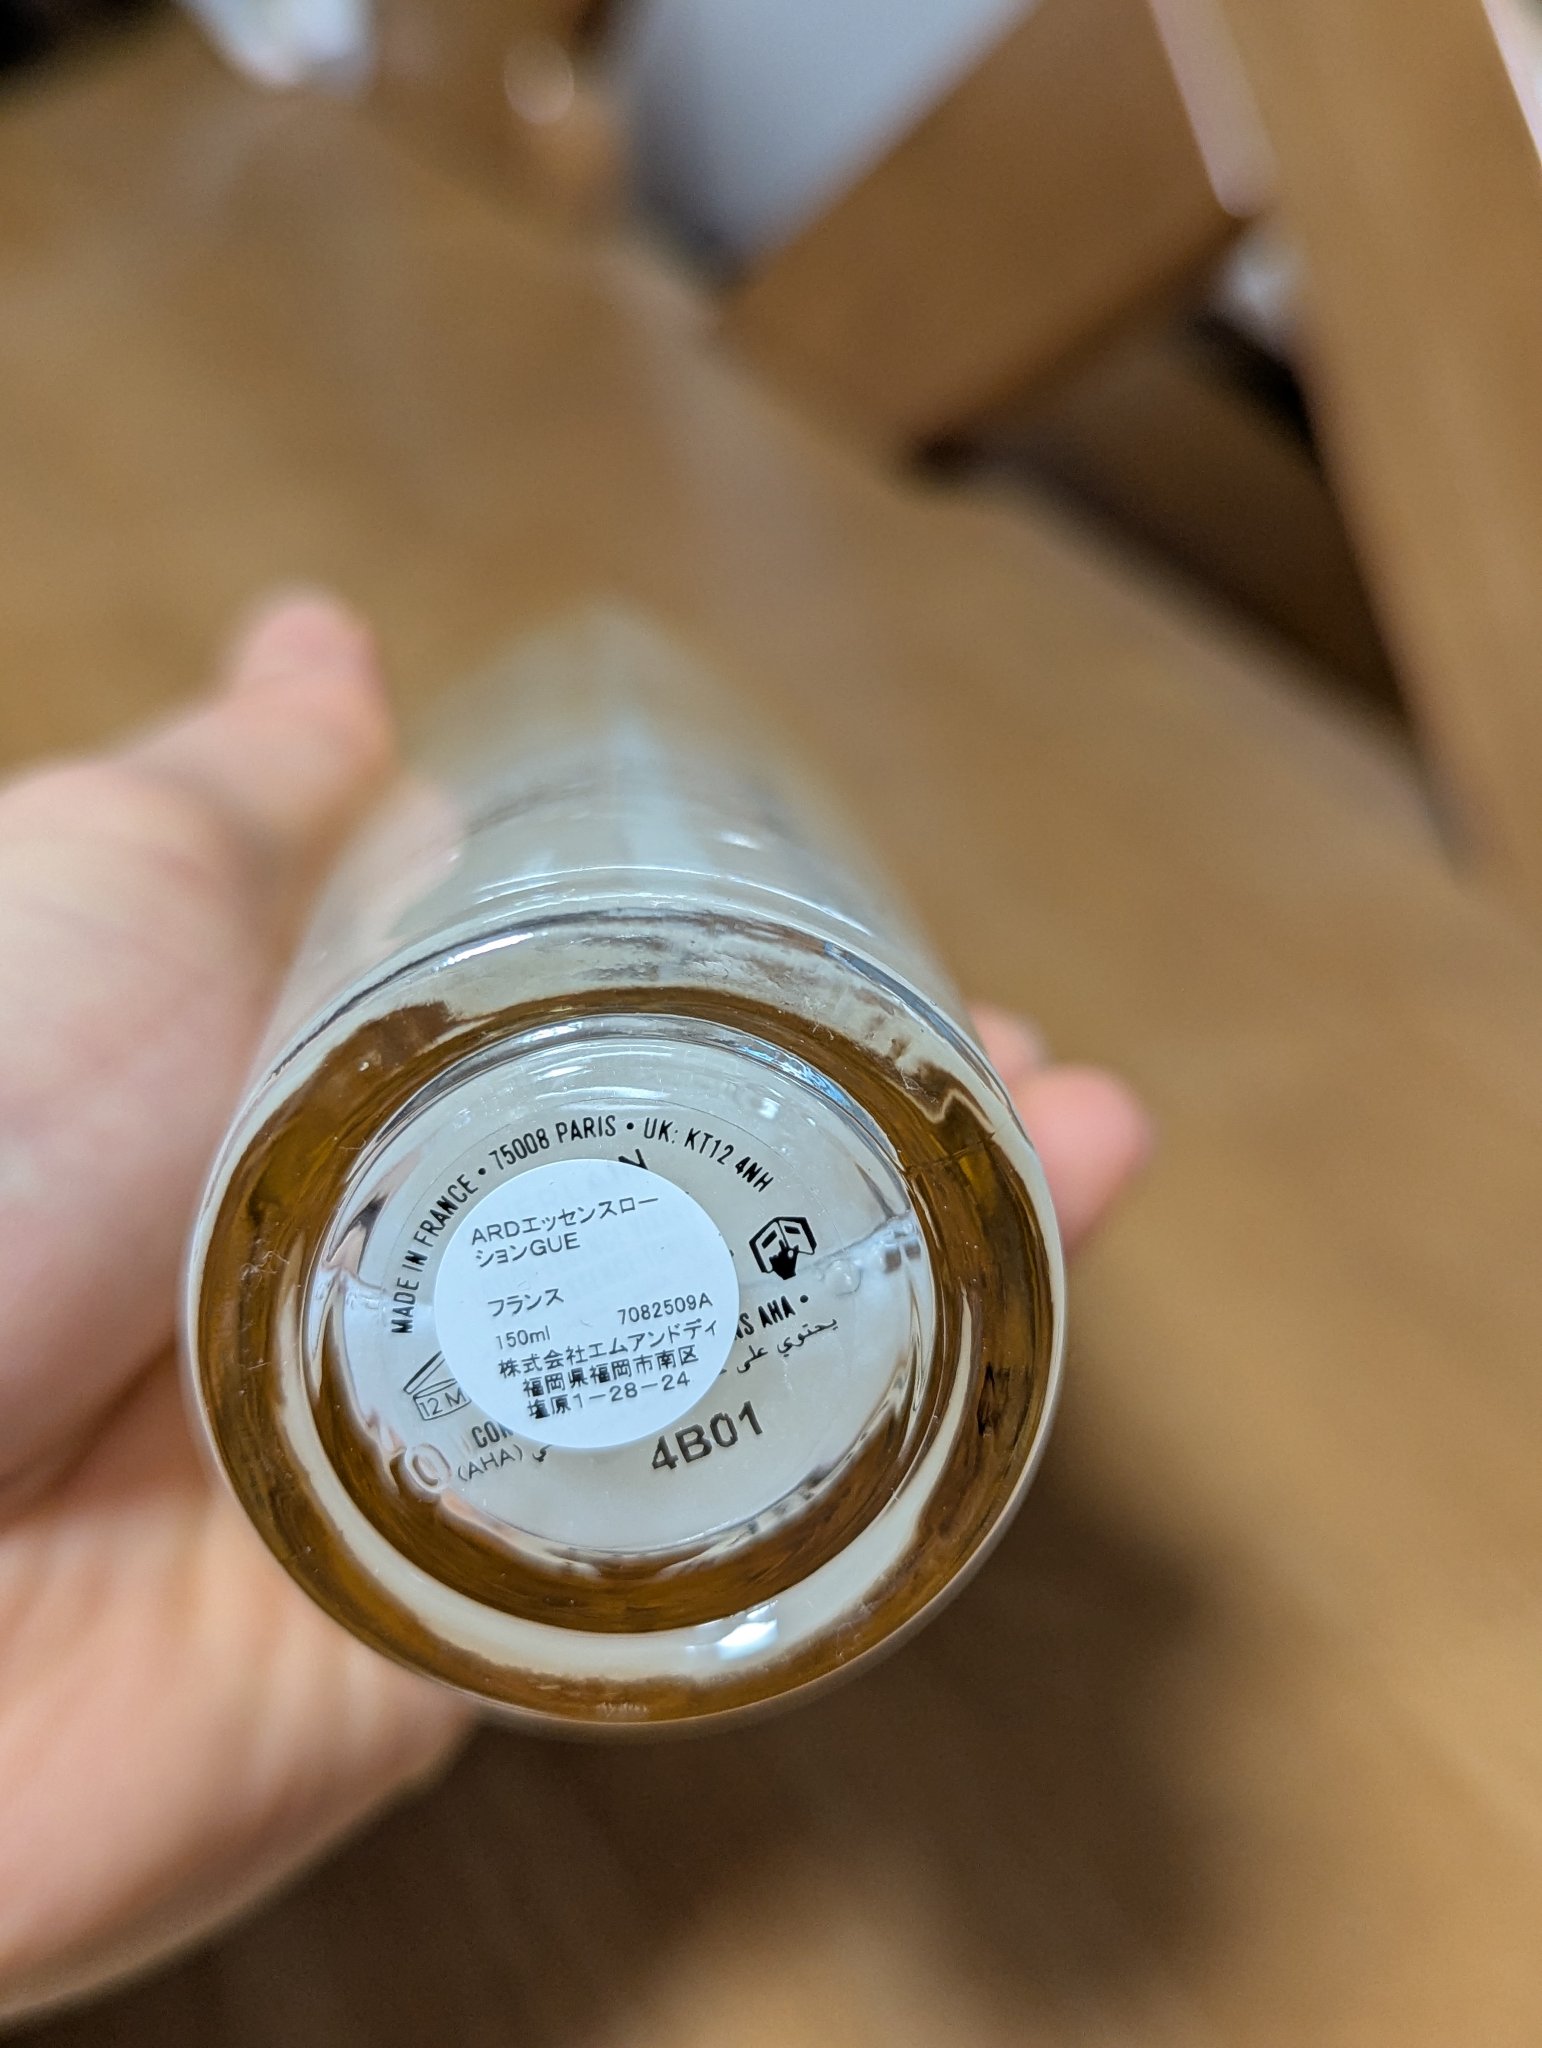 MADE IN FRANCE • 75008 PARIS • UK: KT12 4NH
ARDエッセンスロー
ションGUE
フランス
150ml 7082509A
株式会社エムアンドディ
福岡県福岡市南区
塩原1-28-24
12 M
AHA •
يحتوي على
(AHA)
4B01